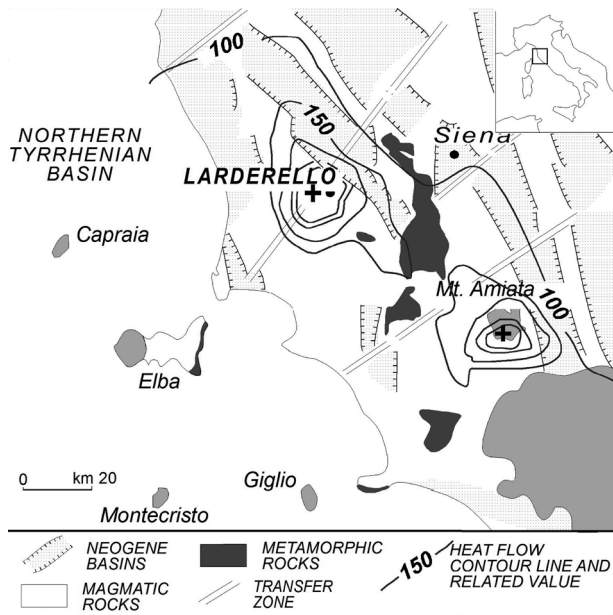 100
150
Siena
NORTHERN
TYRRHENIAN
BASIN
LARDERELLO
Capraia
Mt. Amiata
100
Elba
0 km 20
Giglio
Montecristo
NEOGENE
BASINS
METAMORPHIC
ROCKS
150
HEAT FLOW
CONTOUR LINE AND
RELATED VALUE
MAGMATIC
ROCKS
TRANSFER
ZONE